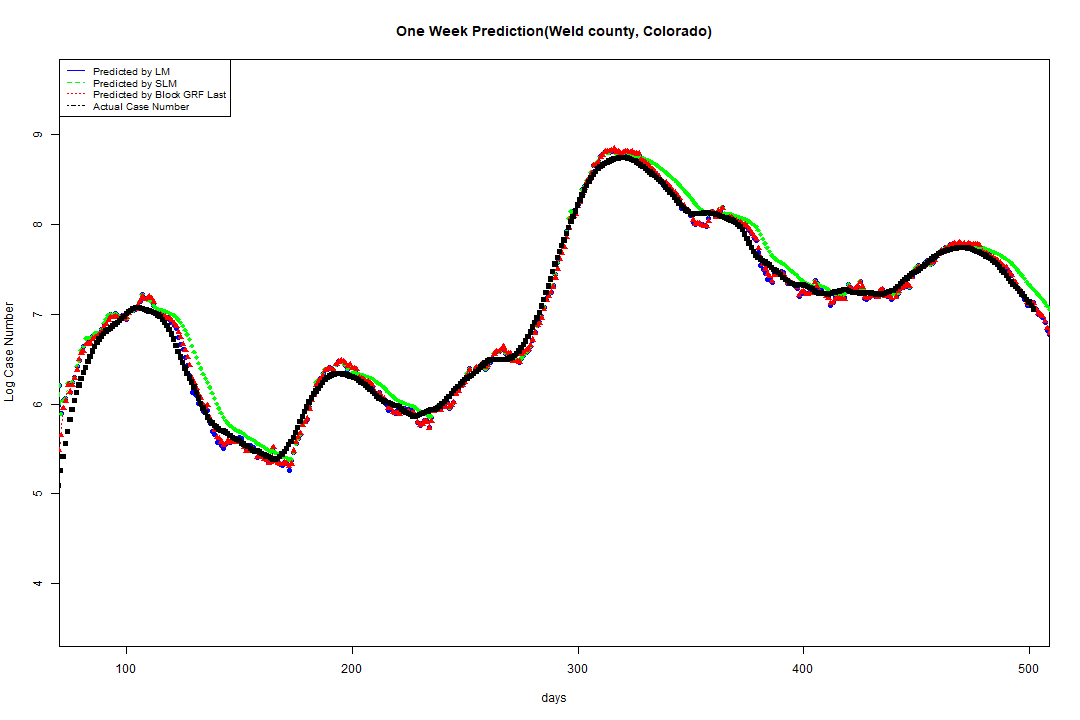 One Week Prediction(Weld county, Colorado)
Predicted by LM
Predicted by SLM
Predicted by Block GRF Last
Actual Case Number
Log Case Number
9
8
7
6
5
4
100 200 300 400 500
days